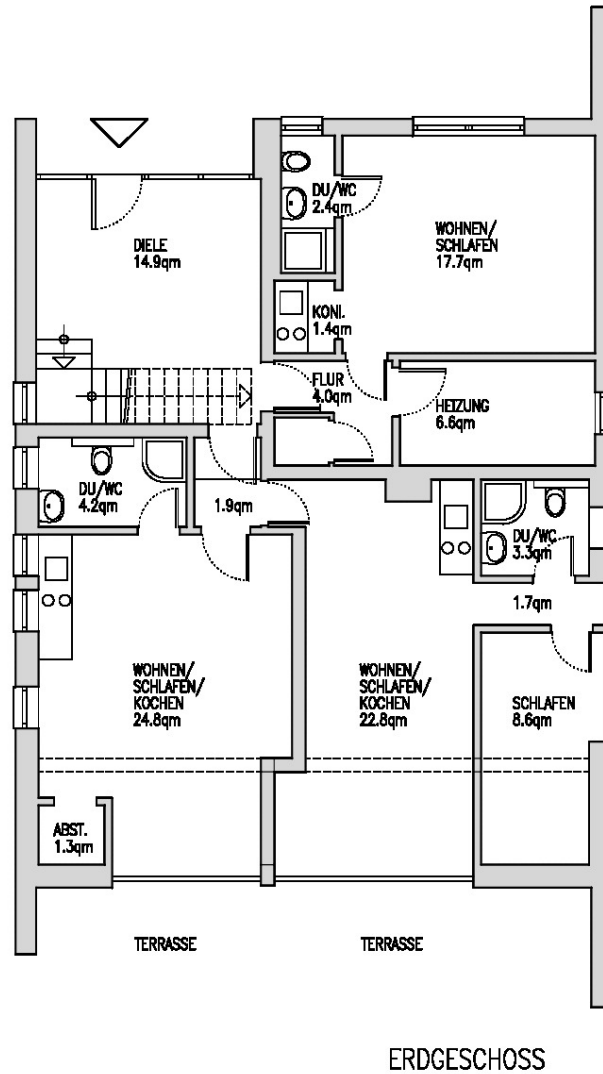 DU/WC
2.4qm
WOHNEN/
SCHLAFEN
17.7qm
DIELE
14.9qm
KONI.
1.4qm
FLUR
4.0qm
HEIZUNG
6.6qm
DU/WC
4.2qm
1.9qm
DU/WC
3.3qm
1.7qm
WOHNEN/
SCHLAFEN/
KOCHEN
24.8qm
WOHNEN/
SCHLAFEN/
KOCHEN
22.8qm
SCHLAFEN
8.6qm
ABST.
1.3qm
TERRASSE
TERRASSE
ERDGESCHOSS